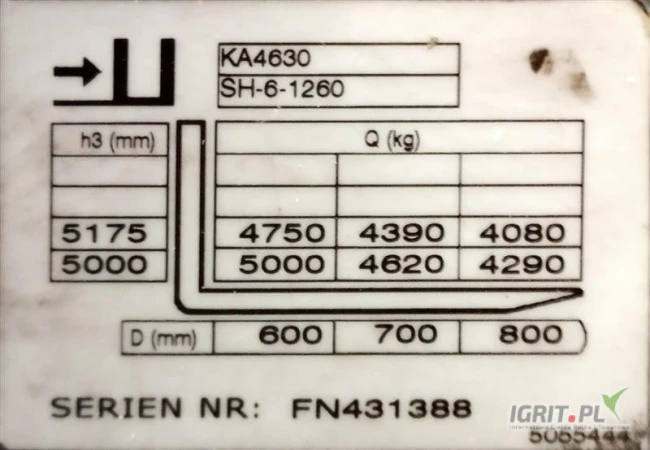 KA4630
SH-6-1260
h3 (mm) Q (kg)
5175 4750 4390 4080
5000 5000 4620 4290
D (mm) 600 700 800
SERIEN NR: FN431388
IGRIT.PL